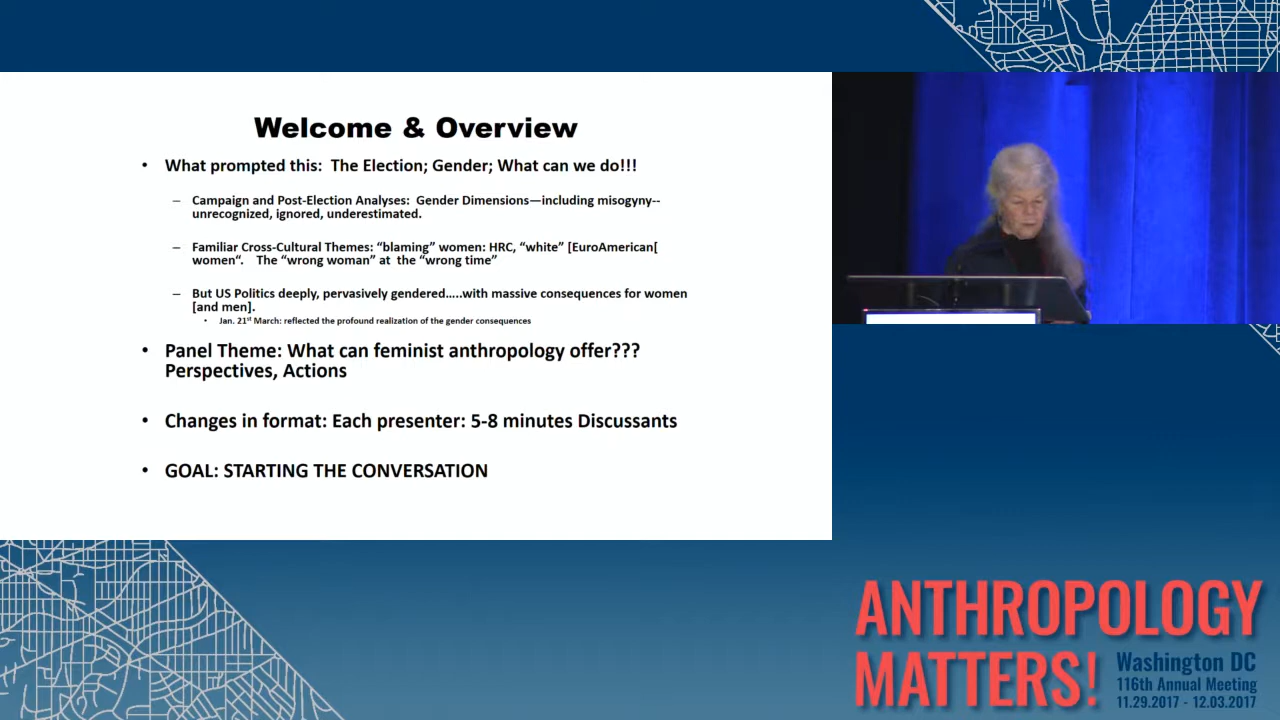 Welcome & Overview
• What prompted this: The Election; Gender; What can we do!!!
– Campaign and Post-Election Analyses: Gender Dimensions—including misogyny--
unrecognized, ignored, underestimated.
– Familiar Cross-Cultural Themes: “blaming” women: HRC, “white” [EuroAmerican[
women“. The “wrong woman” at the “wrong time”
– But US Politics deeply, pervasively gendered…..with massive consequences for women
[and men].
• Jan. 21st March: reflected the profound realization of the gender consequences
• Panel Theme: What can feminist anthropology offer???
Perspectives, Actions
• Changes in format: Each presenter: 5-8 minutes Discussants
• GOAL: STARTING THE CONVERSATION
ANTHROPOLOGY
MATTERS!
Washington DC
116th Annual Meeting
11.29.2017 - 12.03.2017